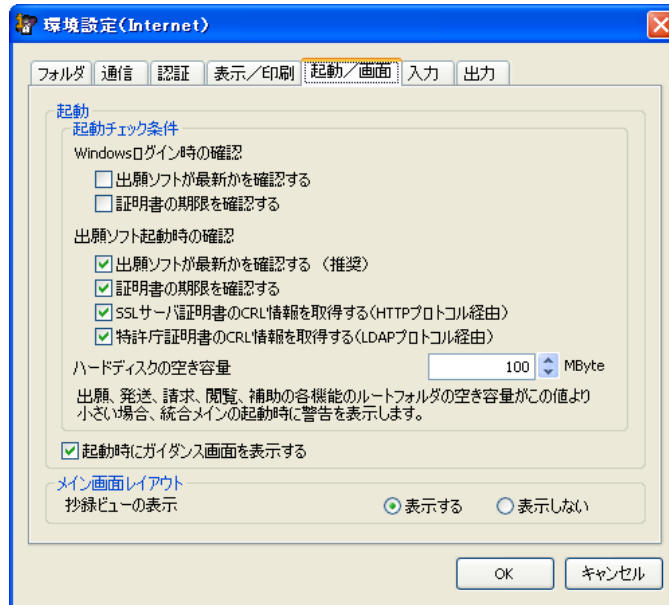 環境設定(Internet)
フォルダ 通信 認証 表示／印刷 起動／画面 入力 出力
起動
起動チェック条件
Windowsログイン時の確認
出願ソフトが最新かを確認する
証明書の期限を確認する
出願ソフト起動時の確認
出願ソフトが最新かを確認する （推奨）
証明書の期限を確認する
SSLサーバ証明書のCRL情報を取得する(HTTPプロトコル経由)
特許庁証明書のCRL情報を取得する(LDAPプロトコル経由)
ハードディスクの空き容量 100 MByte
出願、発送、請求、閲覧、補助の各機能のルートフォルダの空き容量がこの値より
小さい場合、統合メインの起動時に警告を表示します。
起動時にガイダンス画面を表示する
メイン画面レイアウト
抄録ビューの表示 表示する 表示しない
OK キャンセル